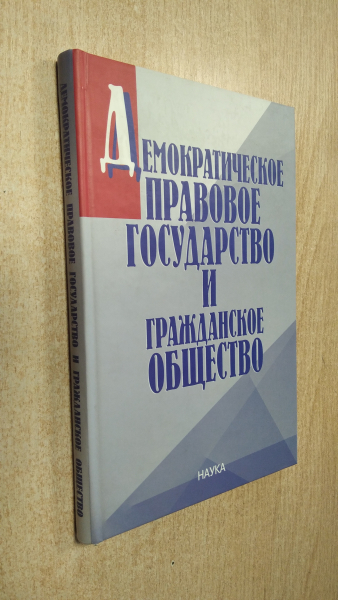 ДЕМОКРАТИЧЕСКОЕ
ПРАВОВОЕ
ГОСУДАРСТВО
И
ГРАЖДАНСКОЕ
ОБЩЕСТВО
НАУКА
ДЕМОКРАТИЧЕСКОЕ ПРАВОВОЕ ГОСУДАРСТВО И ГРАЖДАНСКОЕ ОБЩЕСТВО